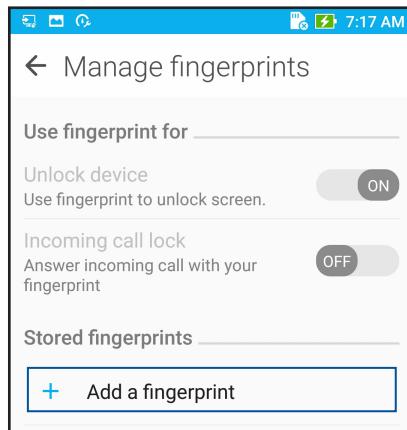 7:17 AM
Manage fingerprints
Use fingerprint for
Unlock device
ON
Use fingerprint to unlock screen.
Incoming call lock
OFF
Answer incoming call with your
fingerprint
Stored fingerprints
+ Add a fingerprint